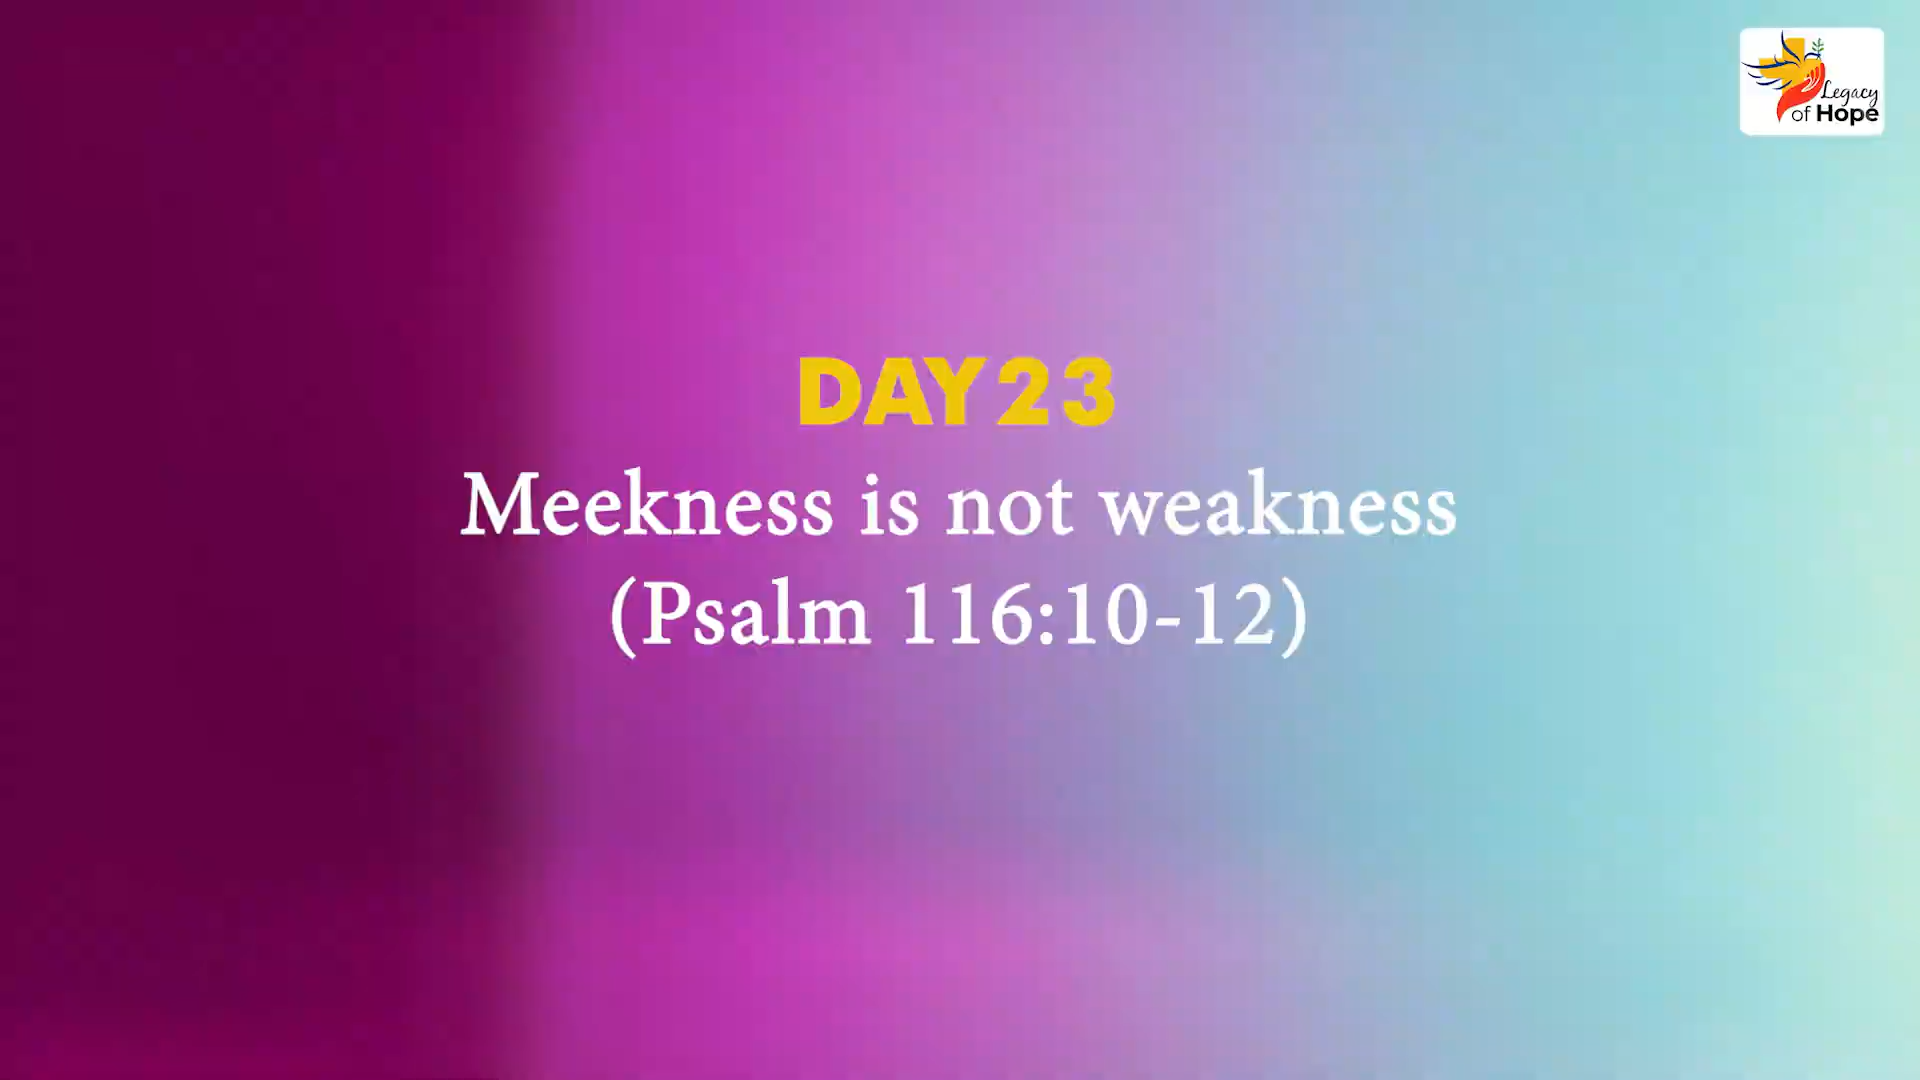 Legacy
of Hope
DAY 23
Meekness is not weakness
(Psalm 116:10-12)